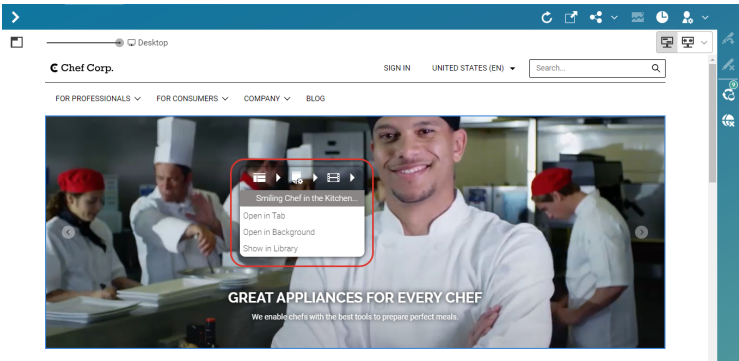 Desktop
Chef Corp.
SIGN IN UNITED STATES (EN) Search...
FOR PROFESSIONALS FOR CONSUMERS COMPANY BLOG
9
Smiling Chef in the Kitchen...
Open in Tab
Open in Background
Show in Library
GREAT APPLIANCES FOR EVERY CHEF
We enable chefs with the best tools to prepare perfect meals.